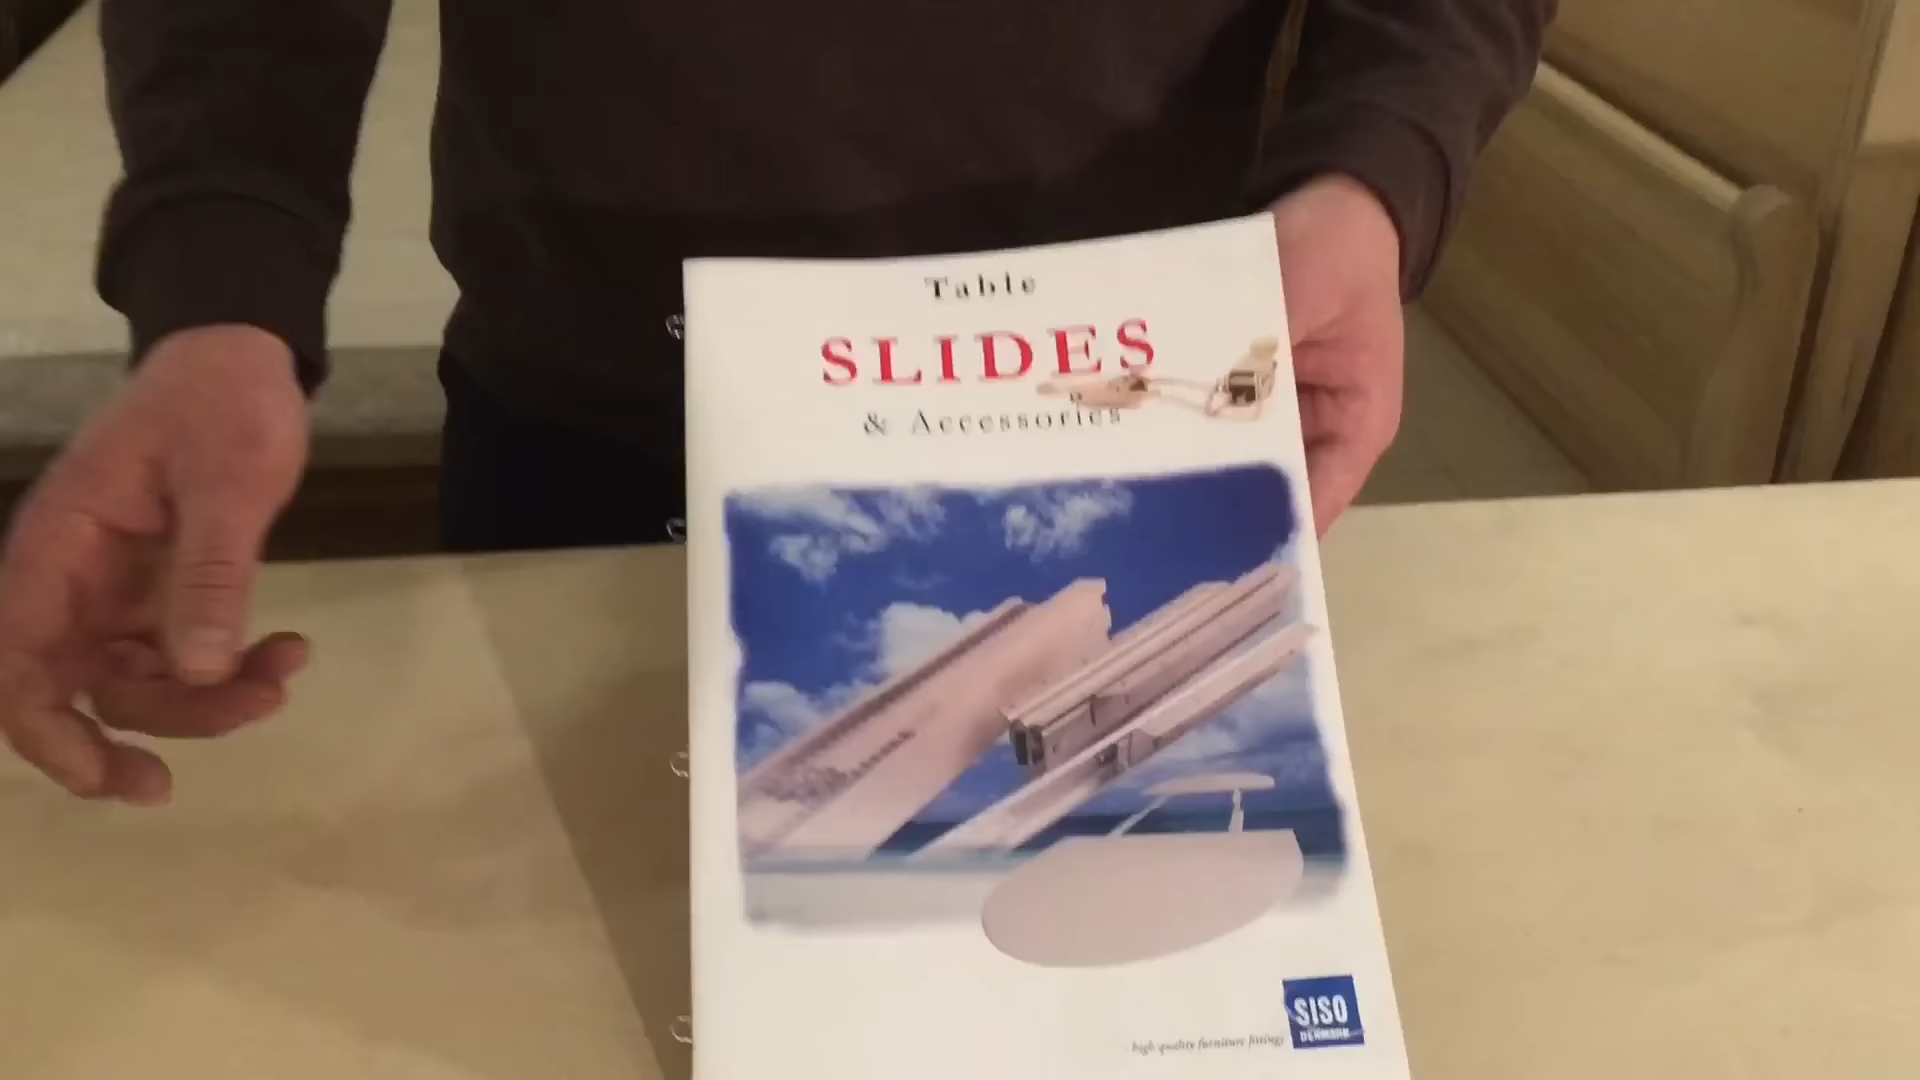 Table
SLIDES
& Accessories
- high quality furniture fittings
SISO
DENMARK